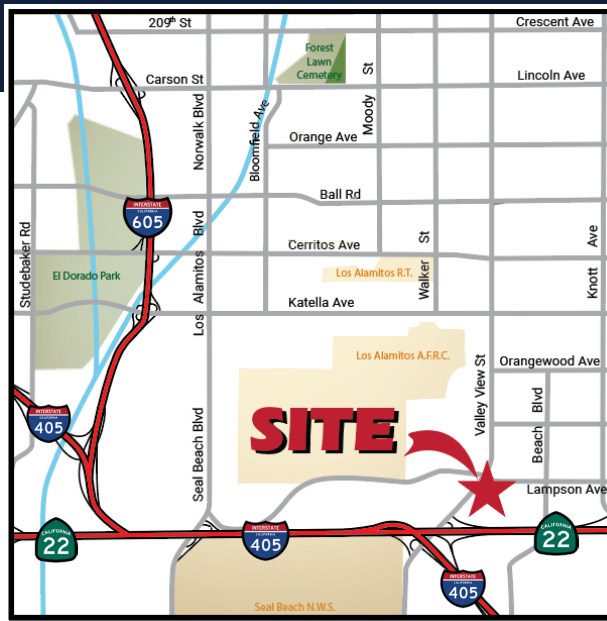 209th St
Crescent Ave
Forest
Lawn
Cemetery
Carson St
Moody St
Lincoln Ave
Norwalk Blvd
Bloomfield Ave
Orange Ave
Ball Rd
INTERSTATE
CALIFORNIA
605
Studebaker Rd
Los Alamitos Blvd
Cerritos Ave
Walker St
Knott Ave
El Dorado Park
Los Alamitos R.T.
Katella Ave
Los Alamitos A.F.R.C.
Valley View St
Orangewood Ave
INTERSTATE
CALIFORNIA
405
SITE
Beach Blvd
Seal Beach Blvd
Lampson Ave
CALIFORNIA
22
INTERSTATE
CALIFORNIA
405
CALIFORNIA
22
INTERSTATE
CALIFORNIA
405
Seal Beach N.W.S.